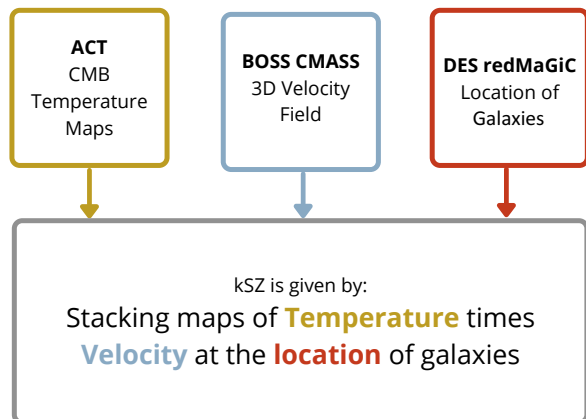 ACT
CMB
Temperature
Maps
BOSS CMASS
3D Velocity
Field
DES redMaGiC
Location of
Galaxies
kSZ is given by:
Stacking maps of Temperature times
Velocity at the location of galaxies